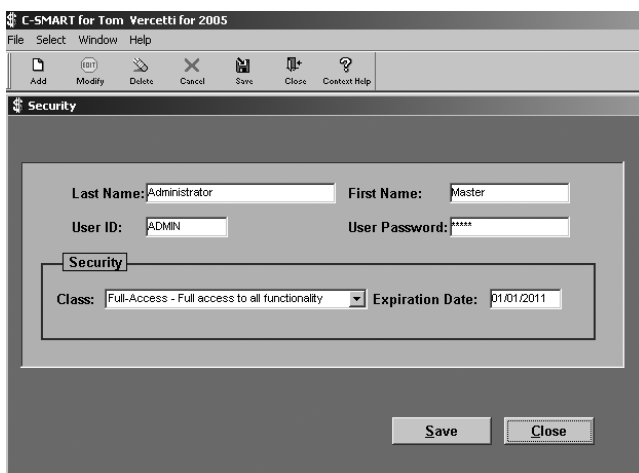 C-SMART for Tom Vercetti for 2005
File Select Window Help
Add Modify Delete Cancel Save Close Context Help
Security
Last Name: Administrator First Name: Master
User ID: ADMIN User Password: *****
Security
Class: Full-Access - Full access to all functionality Expiration Date: 01/01/2011
Save Close